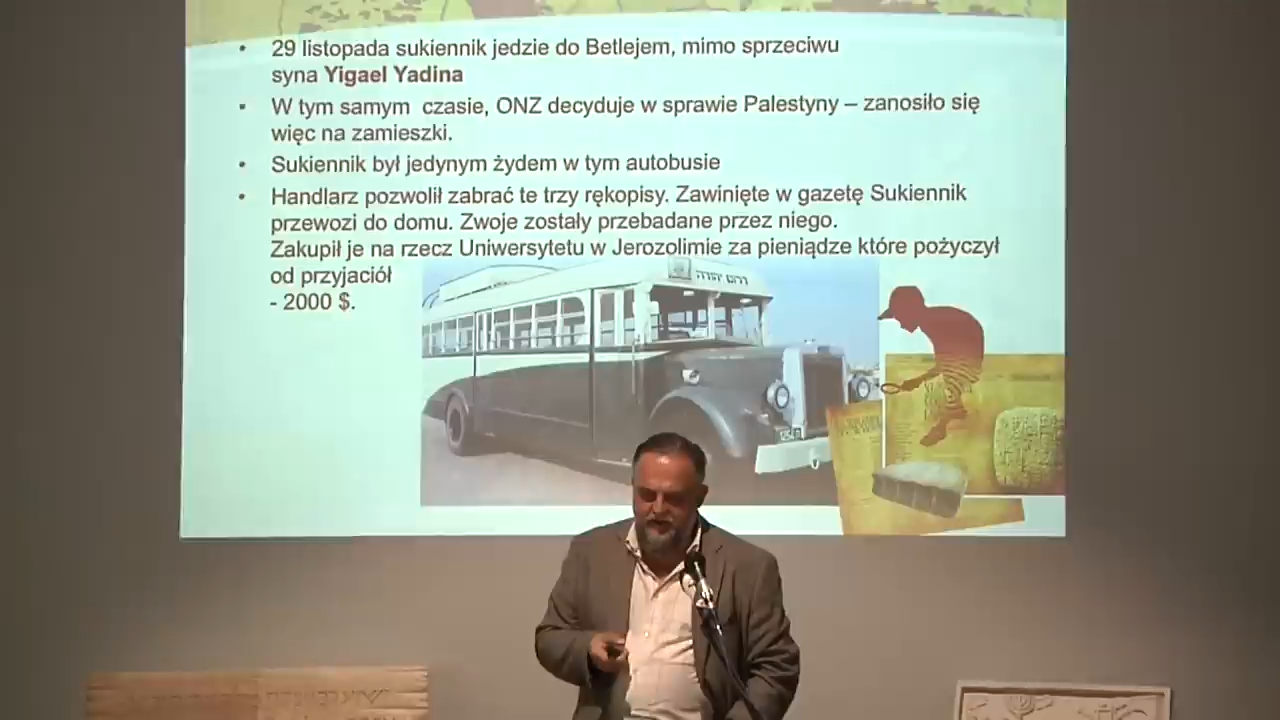 • 29 listopada sukiennik jedzie do Betlejem, mimo sprzeciwu
syna Yigael Yadina
• W tym samym czasie, ONZ decyduje w sprawie Palestyny – zanosiło się
więc na zamieszki.
• Sukiennik był jedynym żydem w tym autobusie
• Handlarz pozwolił zabrać te trzy rękopisy. Zawinięte w gazetę Sukiennik
przewozi do domu. Zwoje zostały przebadane przez niego.
Zakupił je na rzecz Uniwersytetu w Jerozolimie za pieniądze które pożyczył
od przyjaciół
- 2000 $.
דרום יהודה